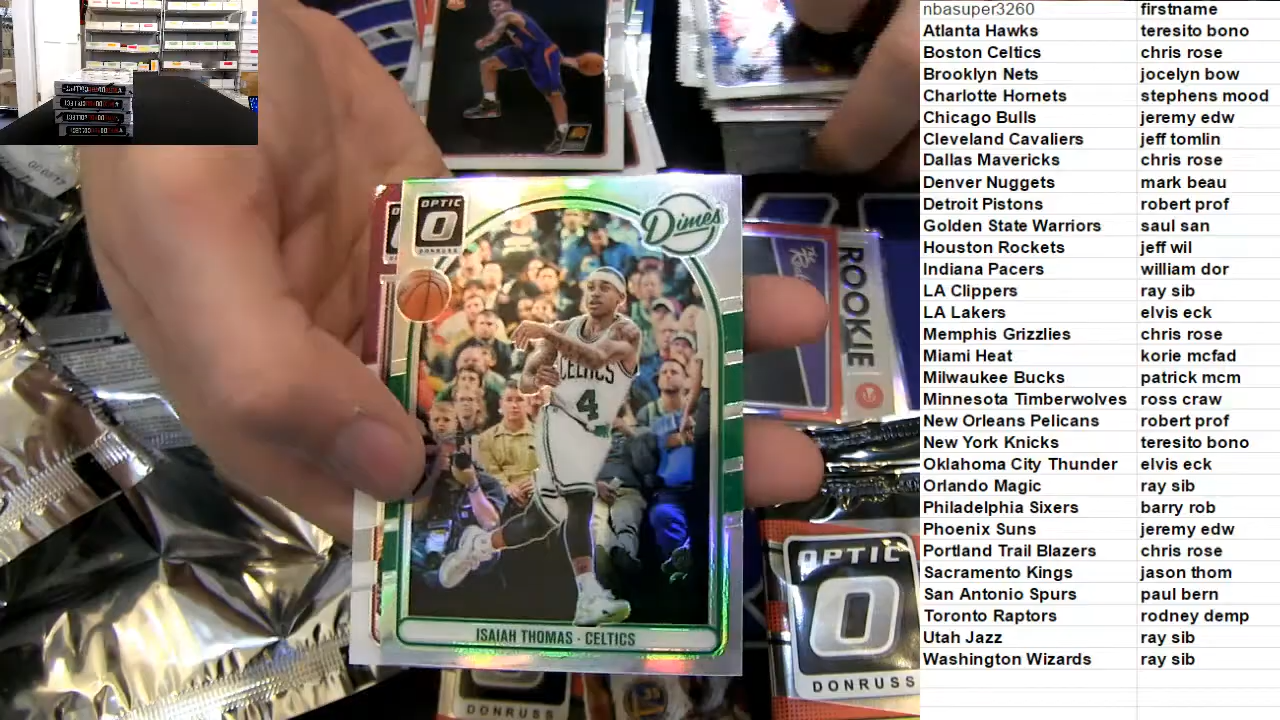 OPTIC
DONRUSS
Dimes
CELTICS
4
ISAIAH THOMAS - CELTICS
ROOKIE
OPTIC
DONRUSS
DONRUSS
nbasuper3260 firstname
Atlanta Hawks teresito bono
Boston Celtics chris rose
Brooklyn Nets jocelyn bow
Charlotte Hornets stephens mood
Chicago Bulls jeremy edw
Cleveland Cavaliers jeff tomlin
Dallas Mavericks chris rose
Denver Nuggets mark beau
Detroit Pistons robert prof
Golden State Warriors saul san
Houston Rockets jeff wil
Indiana Pacers william dor
LA Clippers ray sib
LA Lakers elvis eck
Memphis Grizzlies chris rose
Miami Heat korie mcfad
Milwaukee Bucks patrick mcm
Minnesota Timberwolves ross craw
New Orleans Pelicans robert prof
New York Knicks teresito bono
Oklahoma City Thunder elvis eck
Orlando Magic ray sib
Philadelphia Sixers barry rob
Phoenix Suns jeremy edw
Portland Trail Blazers chris rose
Sacramento Kings jason thom
San Antonio Spurs paul bern
Toronto Raptors rodney demp
Utah Jazz ray sib
Washington Wizards ray sib